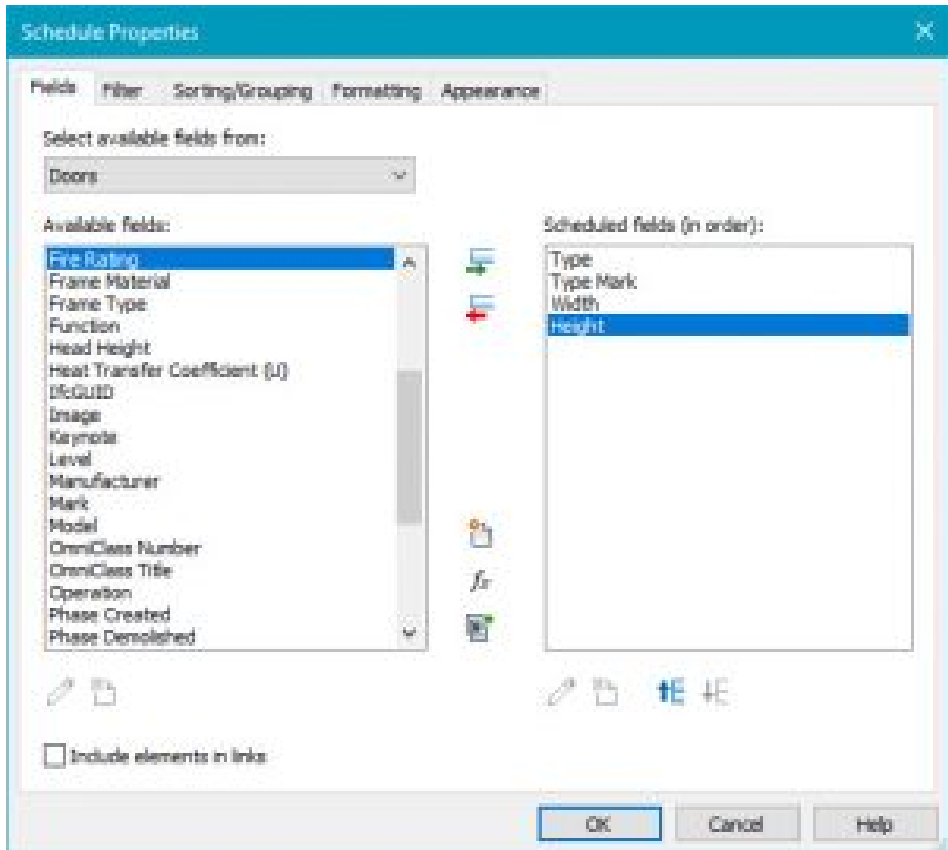 Schedule Properties
Fields Filter Sorting/Grouping Formatting Appearance
Select available fields from:
Doors
Available fields:
Fire Rating
Frame Material
Frame Type
Function
Head Height
Heat Transfer Coefficient (U)
IfcGUID
Image
Keynote
Level
Manufacturer
Mark
Model
OmniClass Number
OmniClass Title
Operation
Phase Created
Phase Demolished
Scheduled fields (in order):
Type
Type Mark
Width
Height
fx
Include elements in links
OK Cancel Help